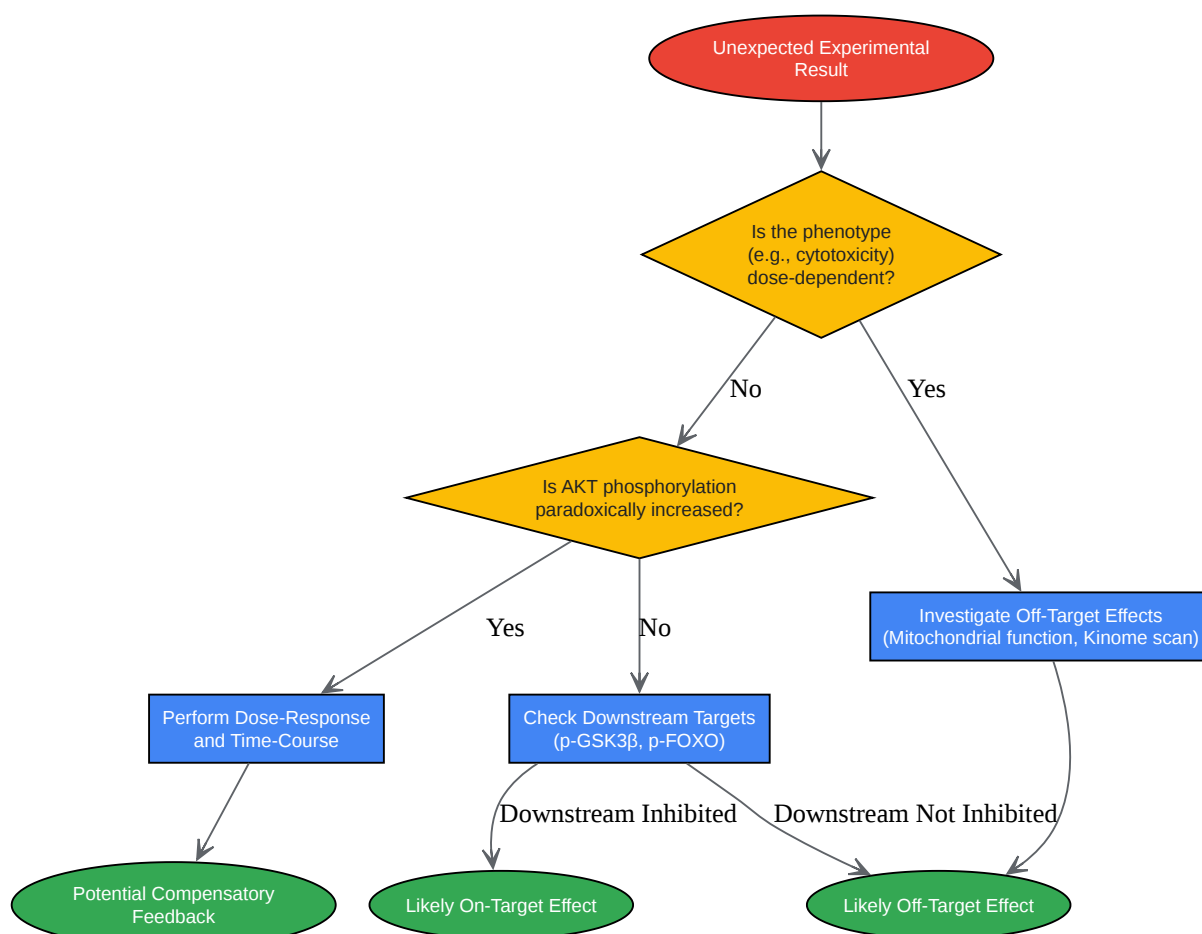 Unexpected Experimental
Result
Is the phenotype
(e.g., cytotoxicity)
dose-dependent?
No
Yes
Is AKT phosphorylation
paradoxically increased?
Yes
No
Investigate Off-Target Effects
(Mitochondrial function, Kinome scan)
Perform Dose-Response
and Time-Course
Check Downstream Targets
(p-GSK3β, p-FOXO)
Downstream Inhibited
Downstream Not Inhibited
Potential Compensatory
Feedback
Likely On-Target Effect
Likely Off-Target Effect